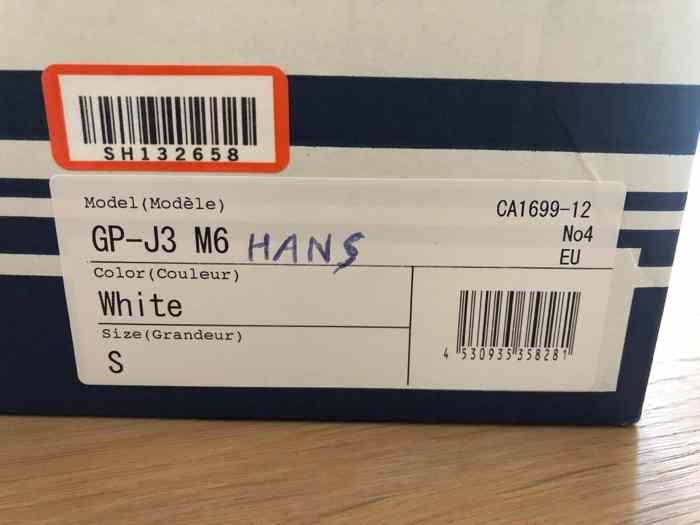 SH132658
Model(Modèle)
CA1699-12
GP-J3 M6 HANS
No4
EU
Color(Couleur)
White
Size(Grandeur)
S
4 530935 358281